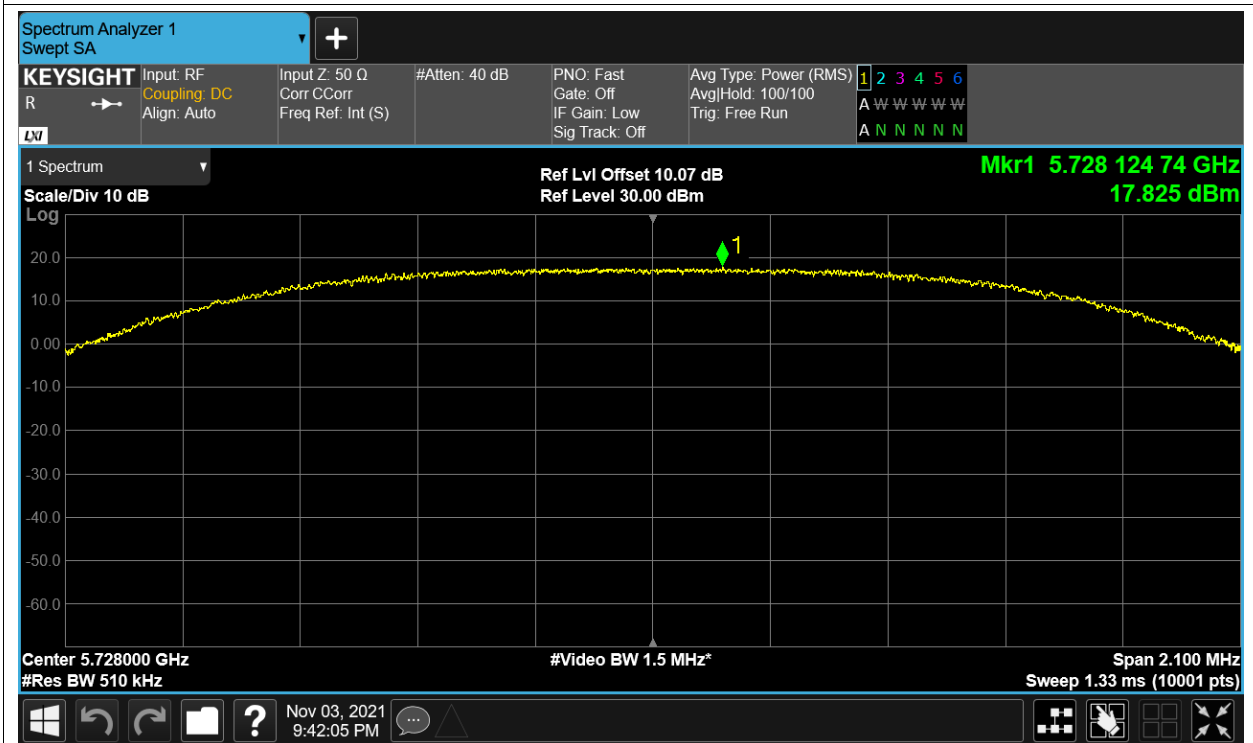 Spectrum Analyzer 1
Swept SA
KEYSIGHT
R
LXI
Input: RF
Coupling: DC
Align: Auto
Input Z: 50 Ω
Corr CCorr
Freq Ref: Int (S)
#Atten: 40 dB
PNO: Fast
Gate: Off
IF Gain: Low
Sig Track: Off
Avg Type: Power (RMS)
Avg|Hold: 100/100
Trig: Free Run
1 2 3 4 5 6
A W W W W W
A N N N N N
1 Spectrum
Scale/Div 10 dB
Log
Ref Lvl Offset 10.07 dB
Ref Level 30.00 dBm
Mkr1 5.728 124 74 GHz
17.825 dBm
1
20.0
10.0
0.00
-10.0
-20.0
-30.0
-40.0
-50.0
-60.0
Center 5.728000 GHz
#Res BW 510 kHz
#Video BW 1.5 MHz*
Span 2.100 MHz
Sweep 1.33 ms (10001 pts)
?
Nov 03, 2021
9:42:05 PM